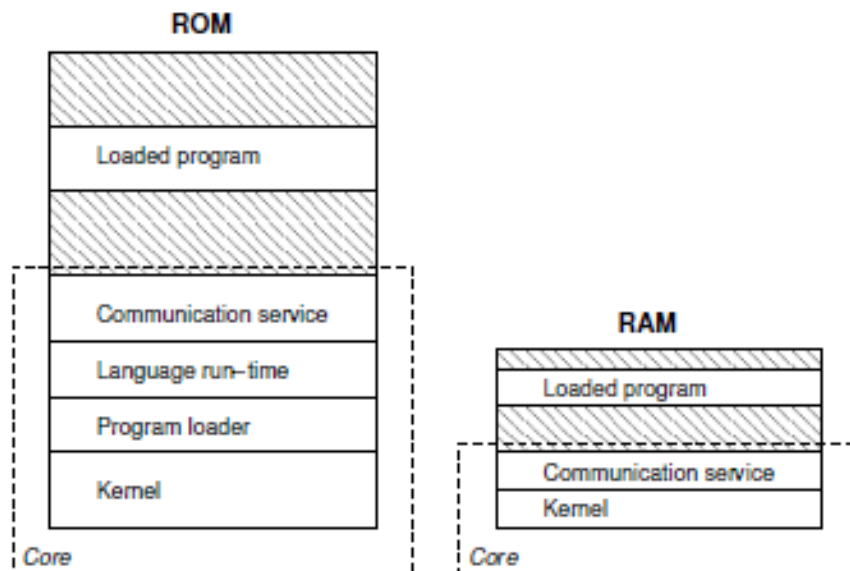 ROM
Loaded program
Communication service
Language run-time
Program loader
Kernel
Core
RAM
Loaded program
Communication service
Kernel
Core